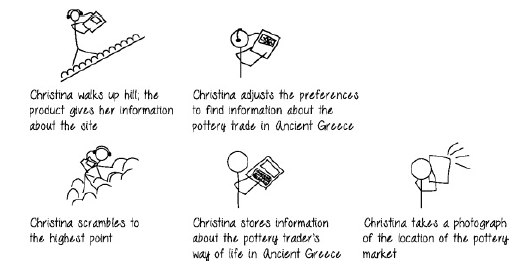 Christina walks up hill; the
product gives her information
about the site
Christina adjusts the preferences
to find information about the
pottery trade in Ancient Greece
Christina scrambles to
the highest point
Christina stores information
about the pottery trader's
way of life in Ancient Greece
Christina takes a photograph
of the location of the pottery
market